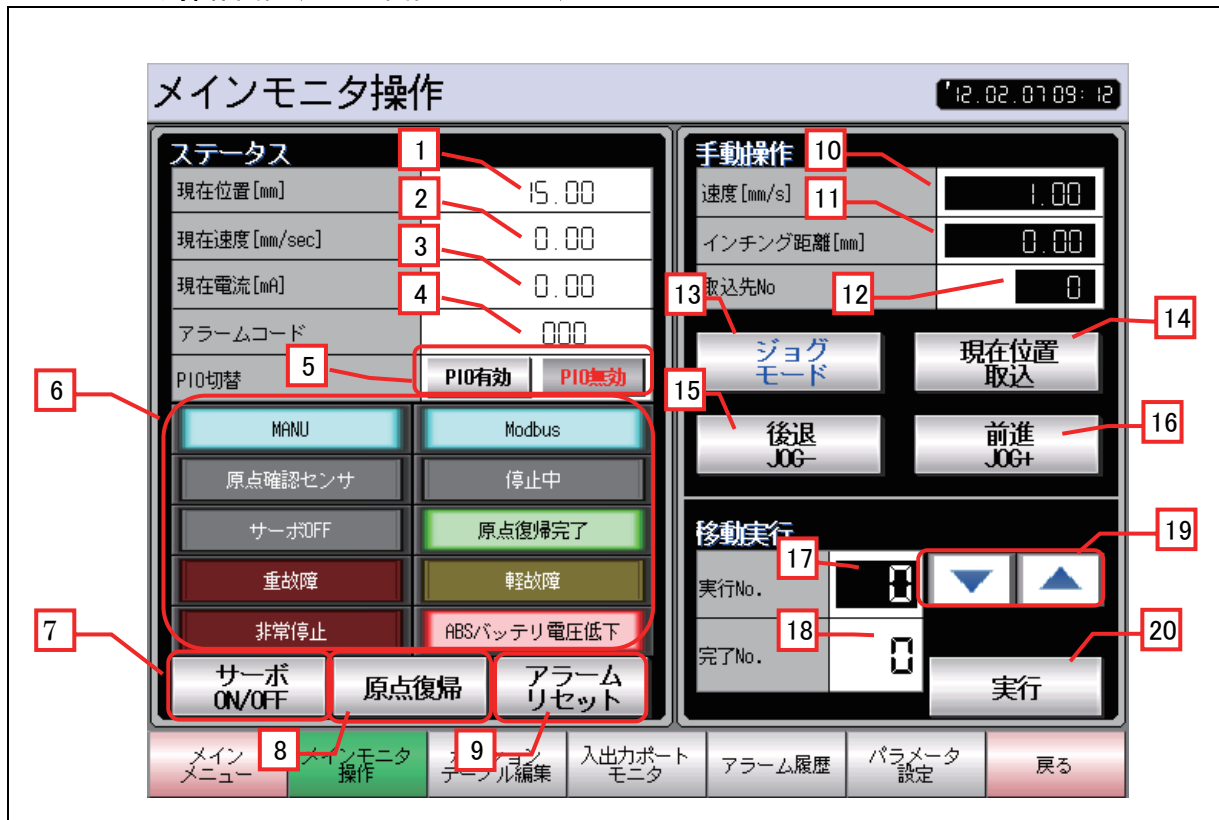 メインモニタ操作
'12.02.07 09:12
ステータス
1
現在位置[mm]
15.00
2
現在速度[mm/sec]
0.00
3
現在電流[mA]
0.00
4
アラームコード
000
5
PIO切替
PIO有効
PIO無効
6
MANU
Modbus
原点確認センサ
停止中
サーボOFF
原点復帰完了
重故障
軽故障
非常停止
ABSバッテリ電圧低下
7
サーボ
ON/OFF
原点復帰
アラーム
リセット
8
9
手動操作
10
速度[mm/s]
1.00
11
インチング距離[mm]
0.00
取込先No
12
0
13
ジョグ
モード
14
現在位置
取込
15
後退
JOG-
16
前進
JOG+
移動実行
17
実行No.
0
19
18
完了No.
0
20
実行
メイン
メニュー
メインモニタ
操作
テーブル編集
入出力ポート
モニタ
アラーム履歴
パラメータ
設定
戻る